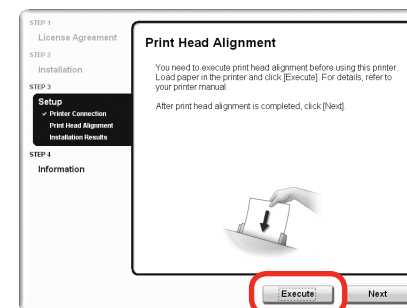 STEP 1
License Agreement
STEP 2
Installation
STEP 3
Setup
✓ Printer Connection
Print Head Alignment
Installation Results
STEP 4
Information
Print Head Alignment
You need to execute print head alignment before using this printer.
Load paper in the printer and click [Execute]. For details, refer to
your printer manual.
After print head alignment is completed, click [Next].
Execute
Next